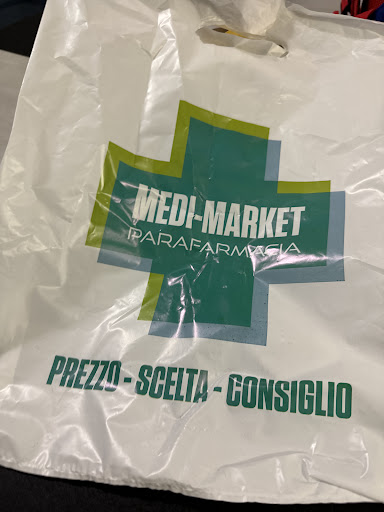 MEDI-MARKET
PARAFARMACIA
PREZZO - SCELTA - CONSIGLIO